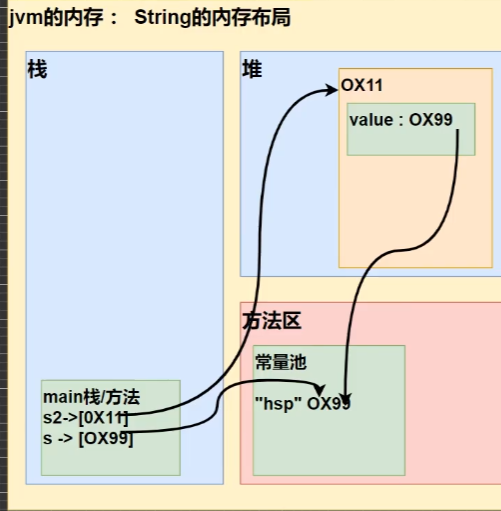 jvm的内存： String的内存布局
栈
堆
OX11
value : OX99
方法区
常量池
"hsp" OX99
main栈/方法
s2->[0X11]
s -> [OX99]